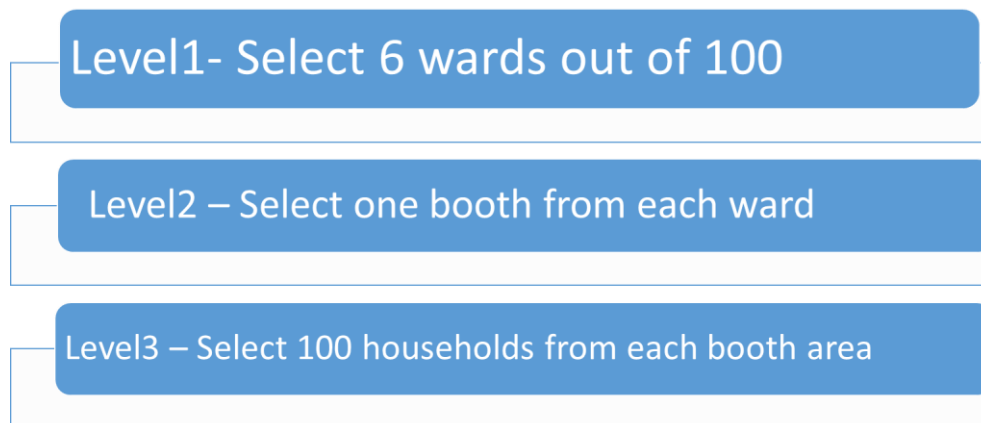 Level1- Select 6 wards out of 100
Level2 – Select one booth from each ward
Level3 – Select 100 households from each booth area